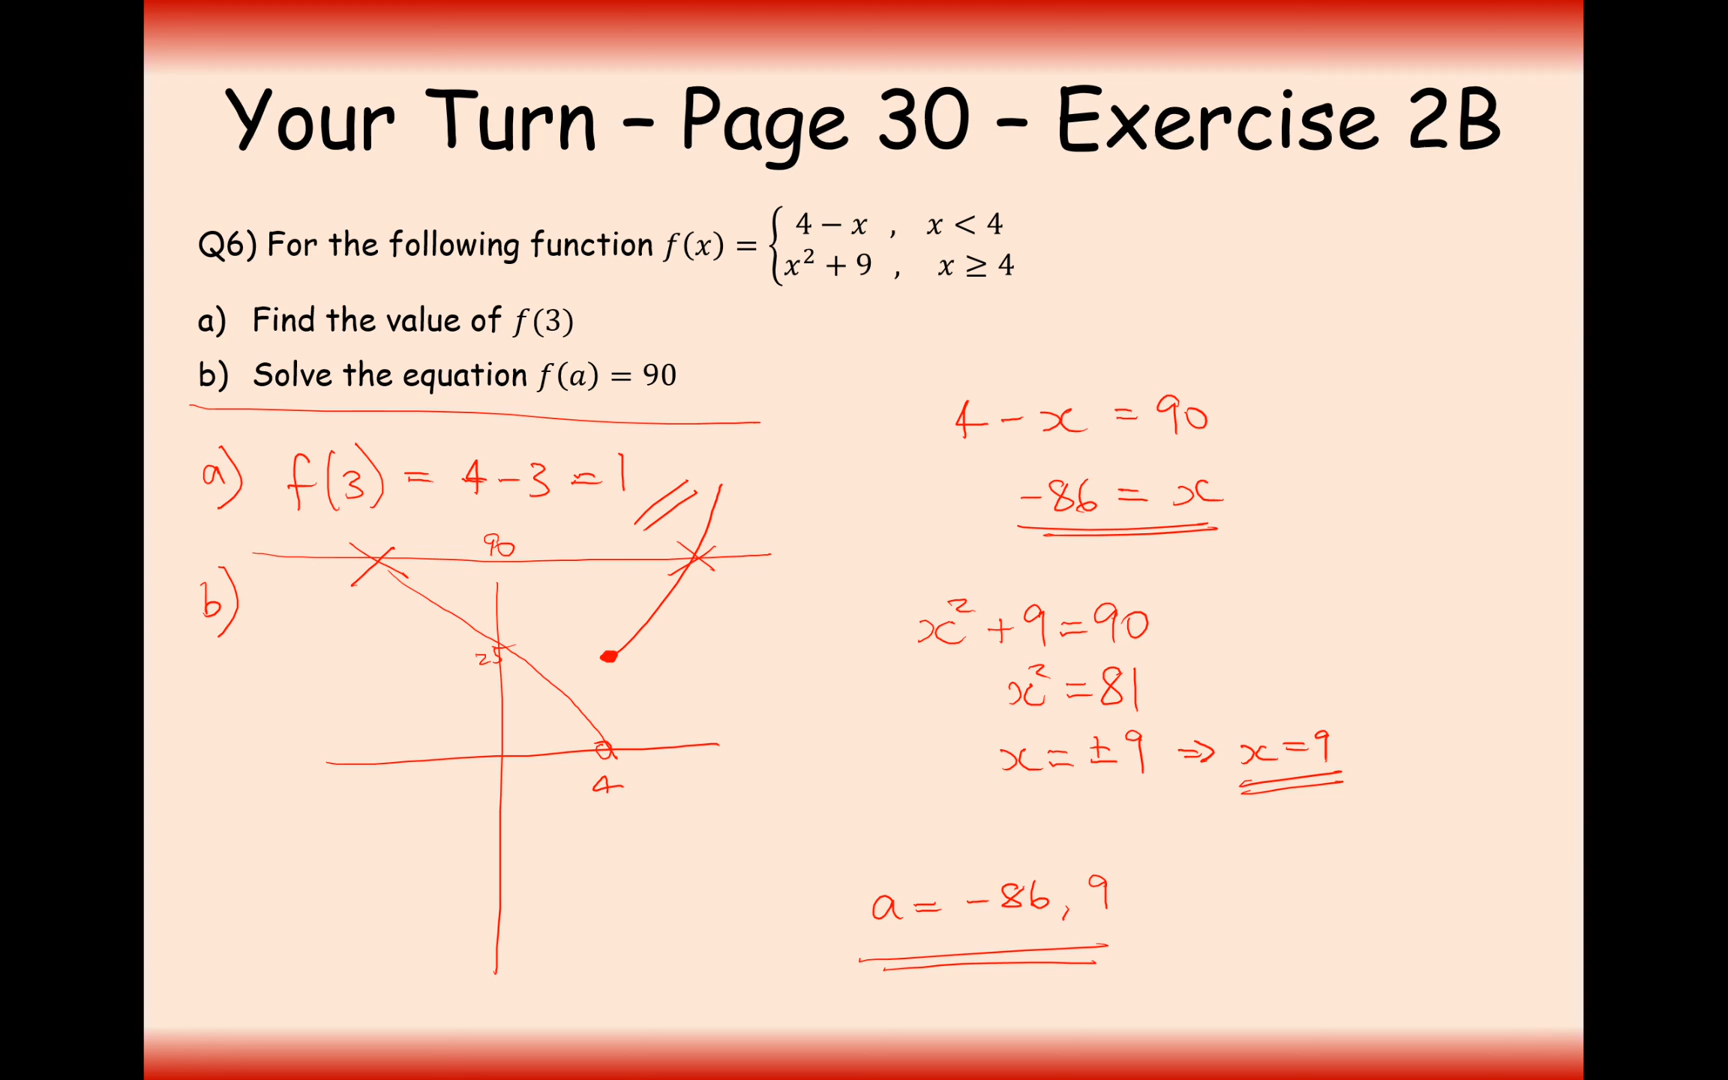 Your Turn – Page 30 – Exercise 2B
Q6) For the following function f(x) = { 4 − x , x < 4
x² + 9 , x ≥ 4
a) Find the value of f(3)
b) Solve the equation f(a) = 90
a) f(3) = 4 - 3 = 1
b)
90
25
4
4 - x = 90
-86 = x
x² + 9 = 90
x² = 81
x = ± 9 ⇒ x = 9
a = -86, 9